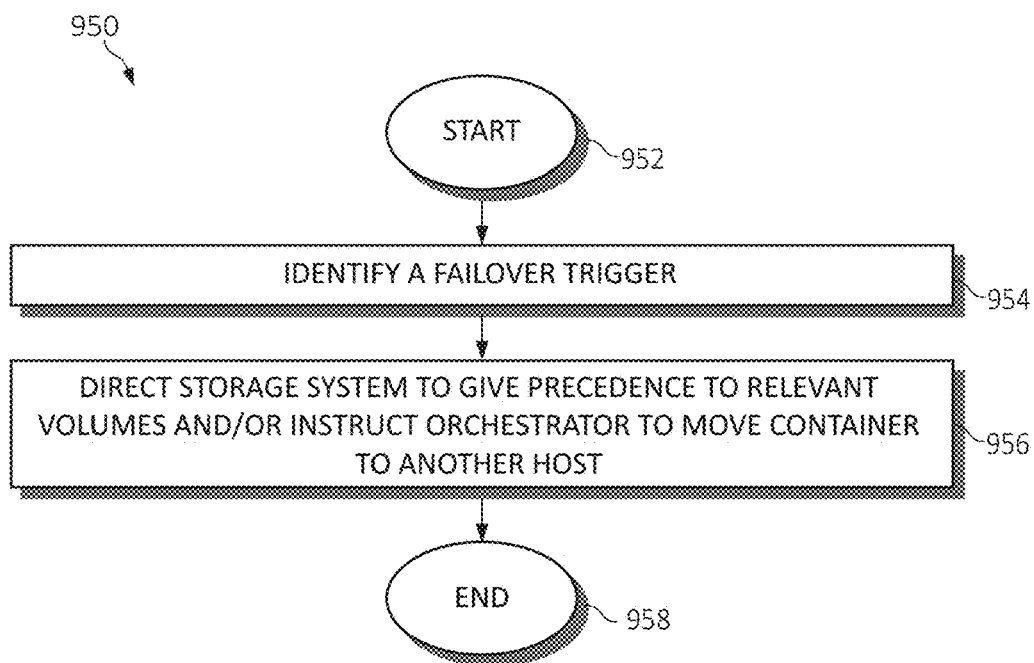 950
START
952
IDENTIFY A FAILOVER TRIGGER
954
DIRECT STORAGE SYSTEM TO GIVE PRECEDENCE TO RELEVANT
VOLUMES AND/OR INSTRUCT ORCHESTRATOR TO MOVE CONTAINER
TO ANOTHER HOST
956
END
958